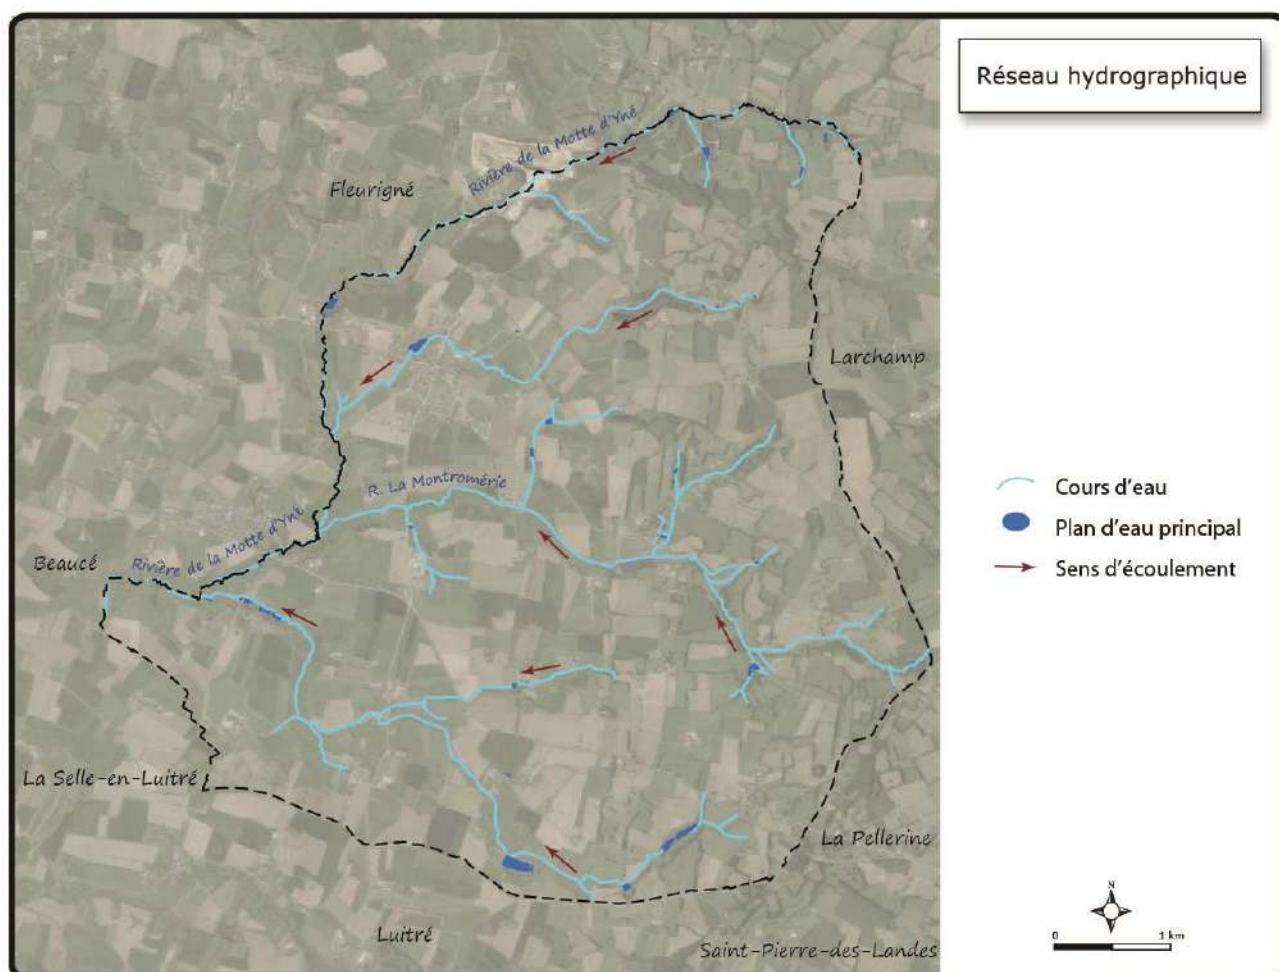 Réseau hydrographique
Rivière de la Motte d'Yné
Fleurigné
Larchamp
R. La Montromérie
Cours d'eau
Plan d'eau principal
Rivière de la Motte d'Yné
Beaucé
Sens d'écoulement
La Selle-en-Luitré
La Pellerine
Luitré
Saint-Pierre-des-Landes
N
0 1 km